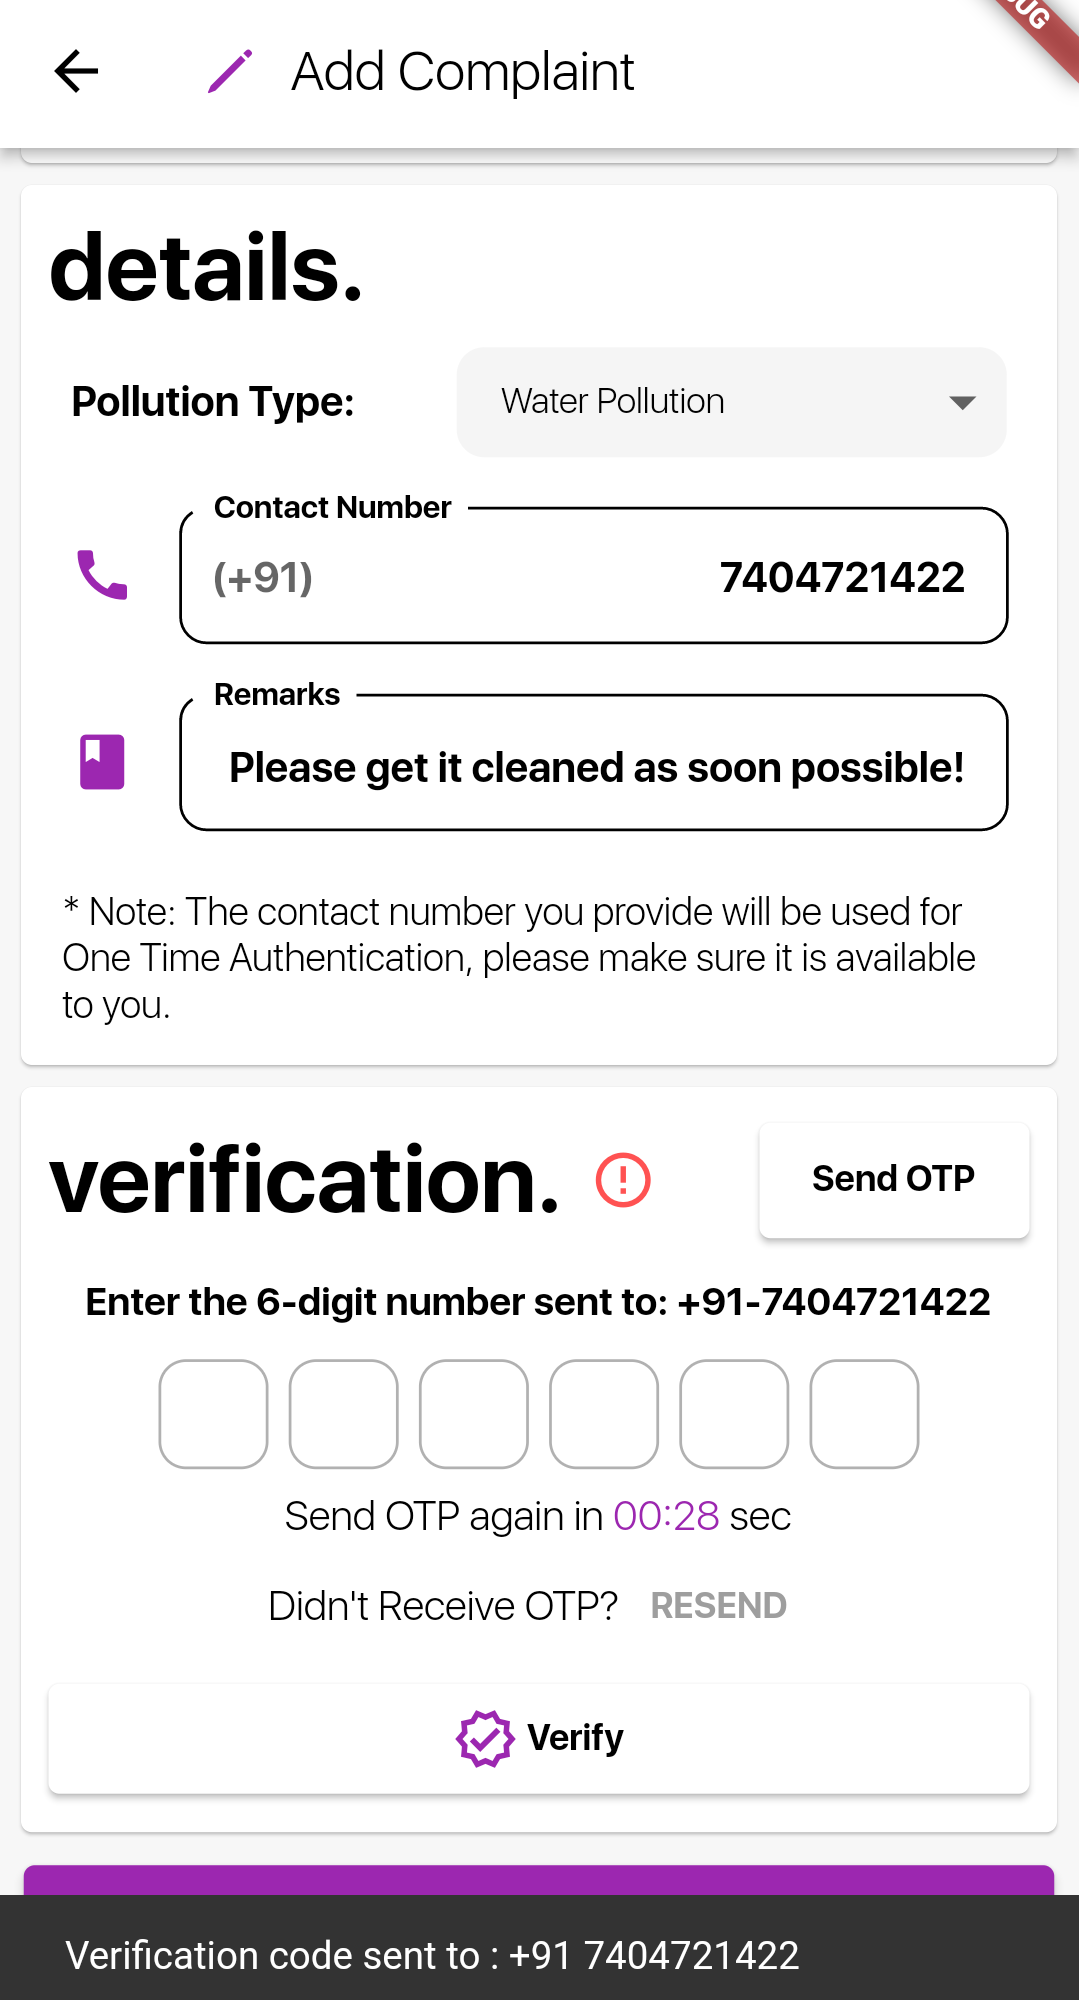 Add Complaint
details.
Pollution Type:
Water Pollution
Contact Number
(+91) 7404721422
Remarks
Please get it cleaned as soon possible!
* Note: The contact number you provide will be used for
One Time Authentication, please make sure it is available
to you.
verification.
Send OTP
Enter the 6-digit number sent to: +91-7404721422
Send OTP again in 00:28 sec
Didn't Receive OTP? RESEND
Verify
Verification code sent to : +91 7404721422